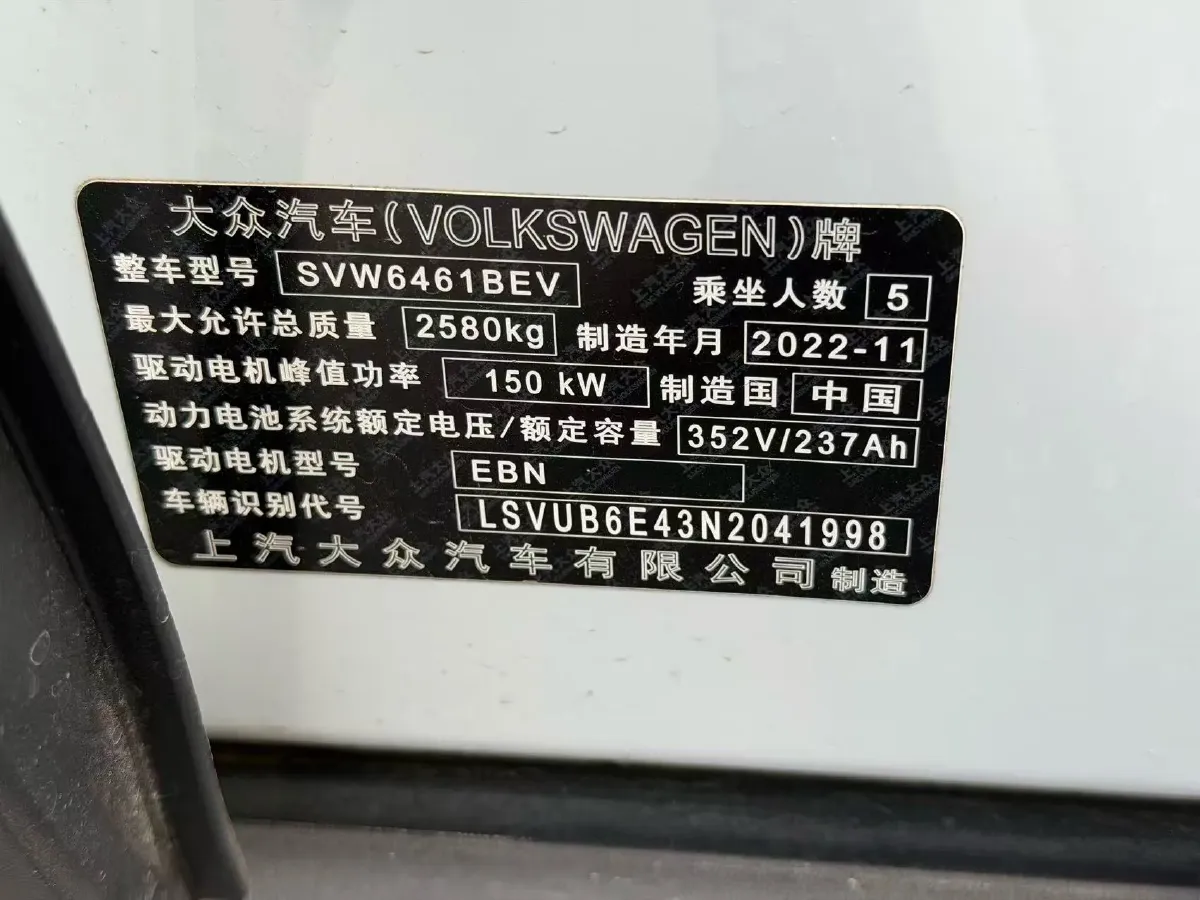 大众汽车(VOLKSWAGEN)牌
整车型号 SVW6461BEV 乘坐人数 5
最大允许总质量 2580kg 制造年月 2022-11
驱动电机峰值功率 150 kW 制造国 中国
动力电池系统额定电压/额定容量 352V/237Ah
驱动电机型号 EBN
车辆识别代号 LSVUB6E43N2041998
上汽大众汽车有限公司 制造